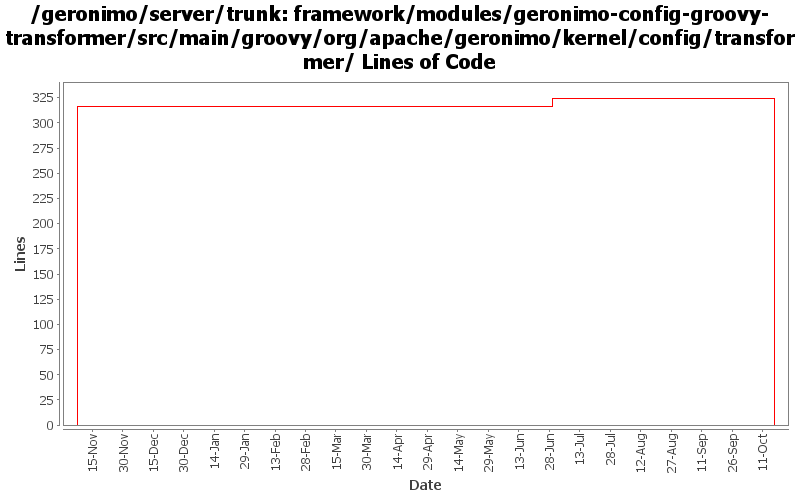 /geronimo/server/trunk: framework/modules/geronimo-config-groovy-
transformer/src/main/groovy/org/apache/geronimo/kernel/config/transfor
mer/ Lines of Code
325
300
275
250
225
200
175
150
125
100
75
50
25
0
Lines
15-Nov
30-Nov
15-Dec
30-Dec
14-Jan
29-Jan
13-Feb
28-Feb
15-Mar
30-Mar
14-Apr
29-Apr
14-May
29-May
13-Jun
28-Jun
13-Jul
28-Jul
12-Aug
27-Aug
11-Sep
26-Sep
11-Oct
Date